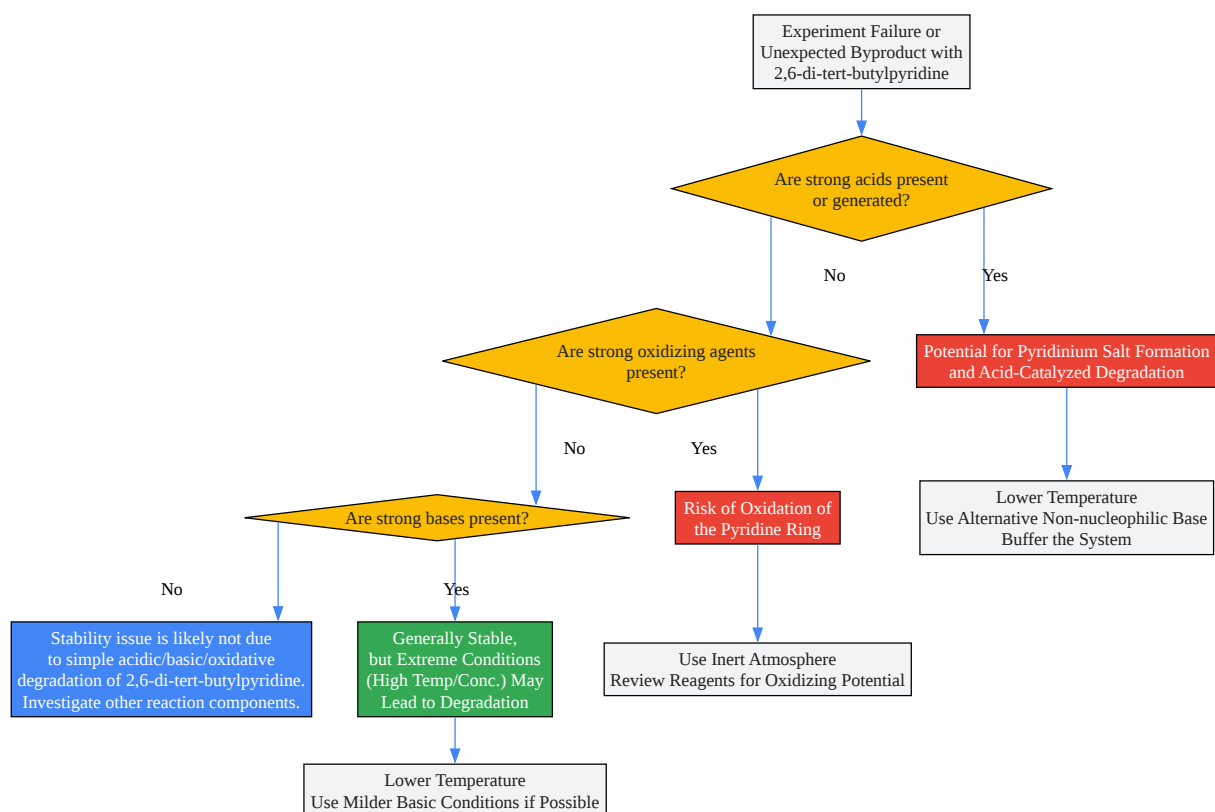 Experiment Failure or
Unexpected Byproduct with
2,6-di-tert-butylpyridine
Are strong acids present
or generated?
No
Yes
Are strong oxidizing agents
present?
Potential for Pyridinium Salt Formation
and Acid-Catalyzed Degradation
No
Yes
Are strong bases present?
Risk of Oxidation of
the Pyridine Ring
Lower Temperature
Use Alternative Non-nucleophilic Base
Buffer the System
No
Yes
Stability issue is likely not due
to simple acidic/basic/oxidative
degradation of 2,6-di-tert-butylpyridine.
Investigate other reaction components.
Generally Stable,
but Extreme Conditions
(High Temp/Conc.) May
Lead to Degradation
Use Inert Atmosphere
Review Reagents for Oxidizing Potential
Lower Temperature
Use Milder Basic Conditions if Possible